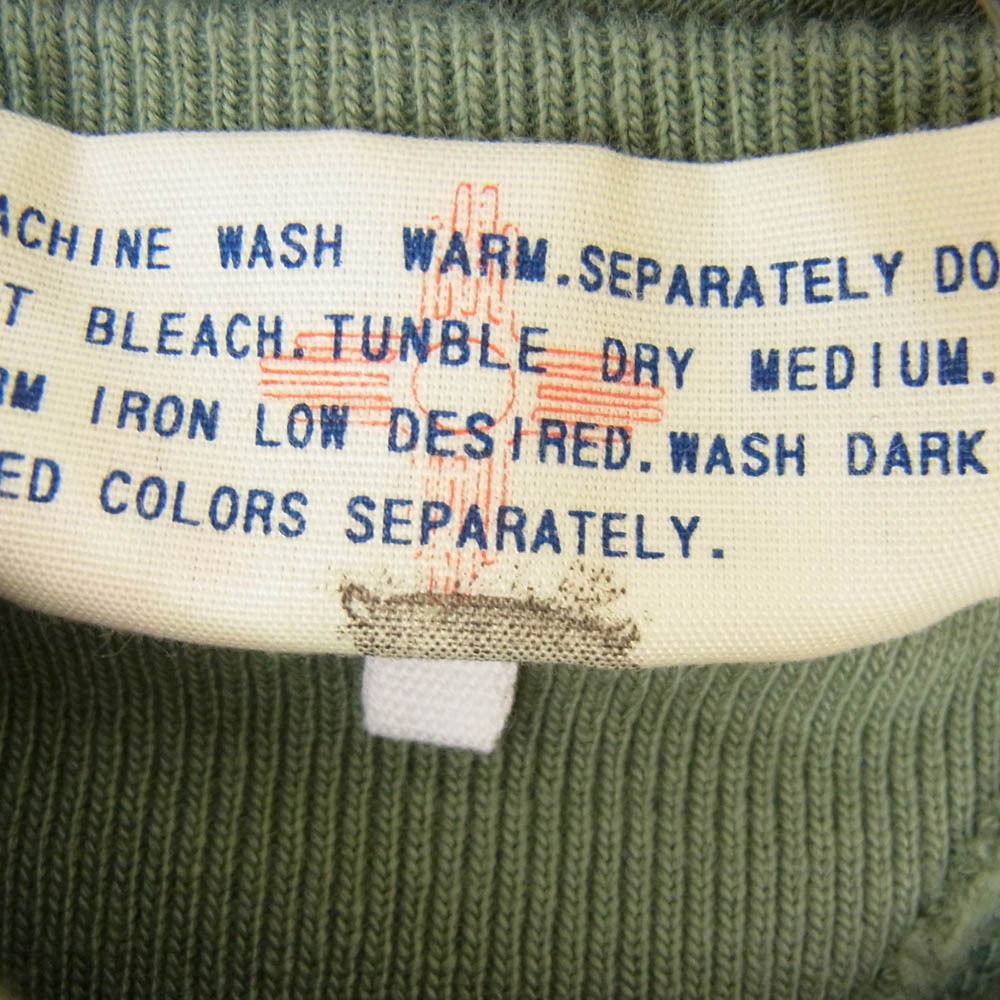 ACHINE WASH WARM.SEPARATELY DO
T BLEACH.TUNBLE DRY MEDIUM.
RM IRON LOW DESIRED.WASH DARK
ED COLORS SEPARATELY.